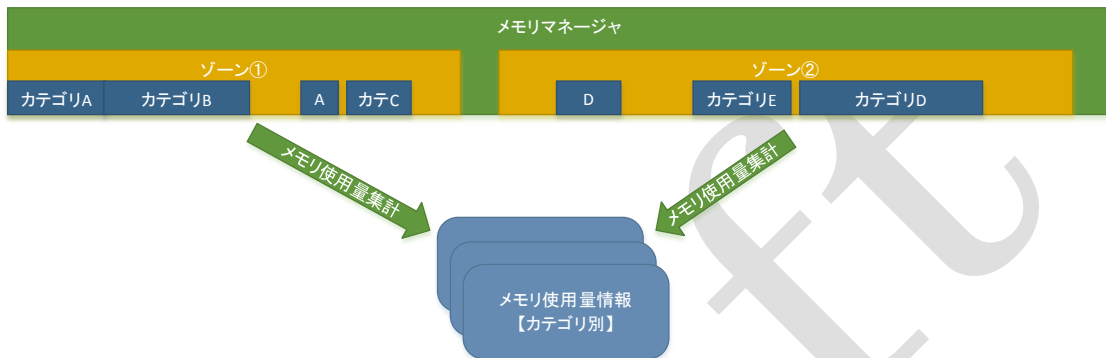 メモリマネージャ
ゾーン①
ゾーン②
カテゴリA
カテゴリB
A
カテC
D
カテゴリE
カテゴリD
メモリ使用量集計
メモリ使用量集計
メモリ使用量情報
【カテゴリ別】
ft